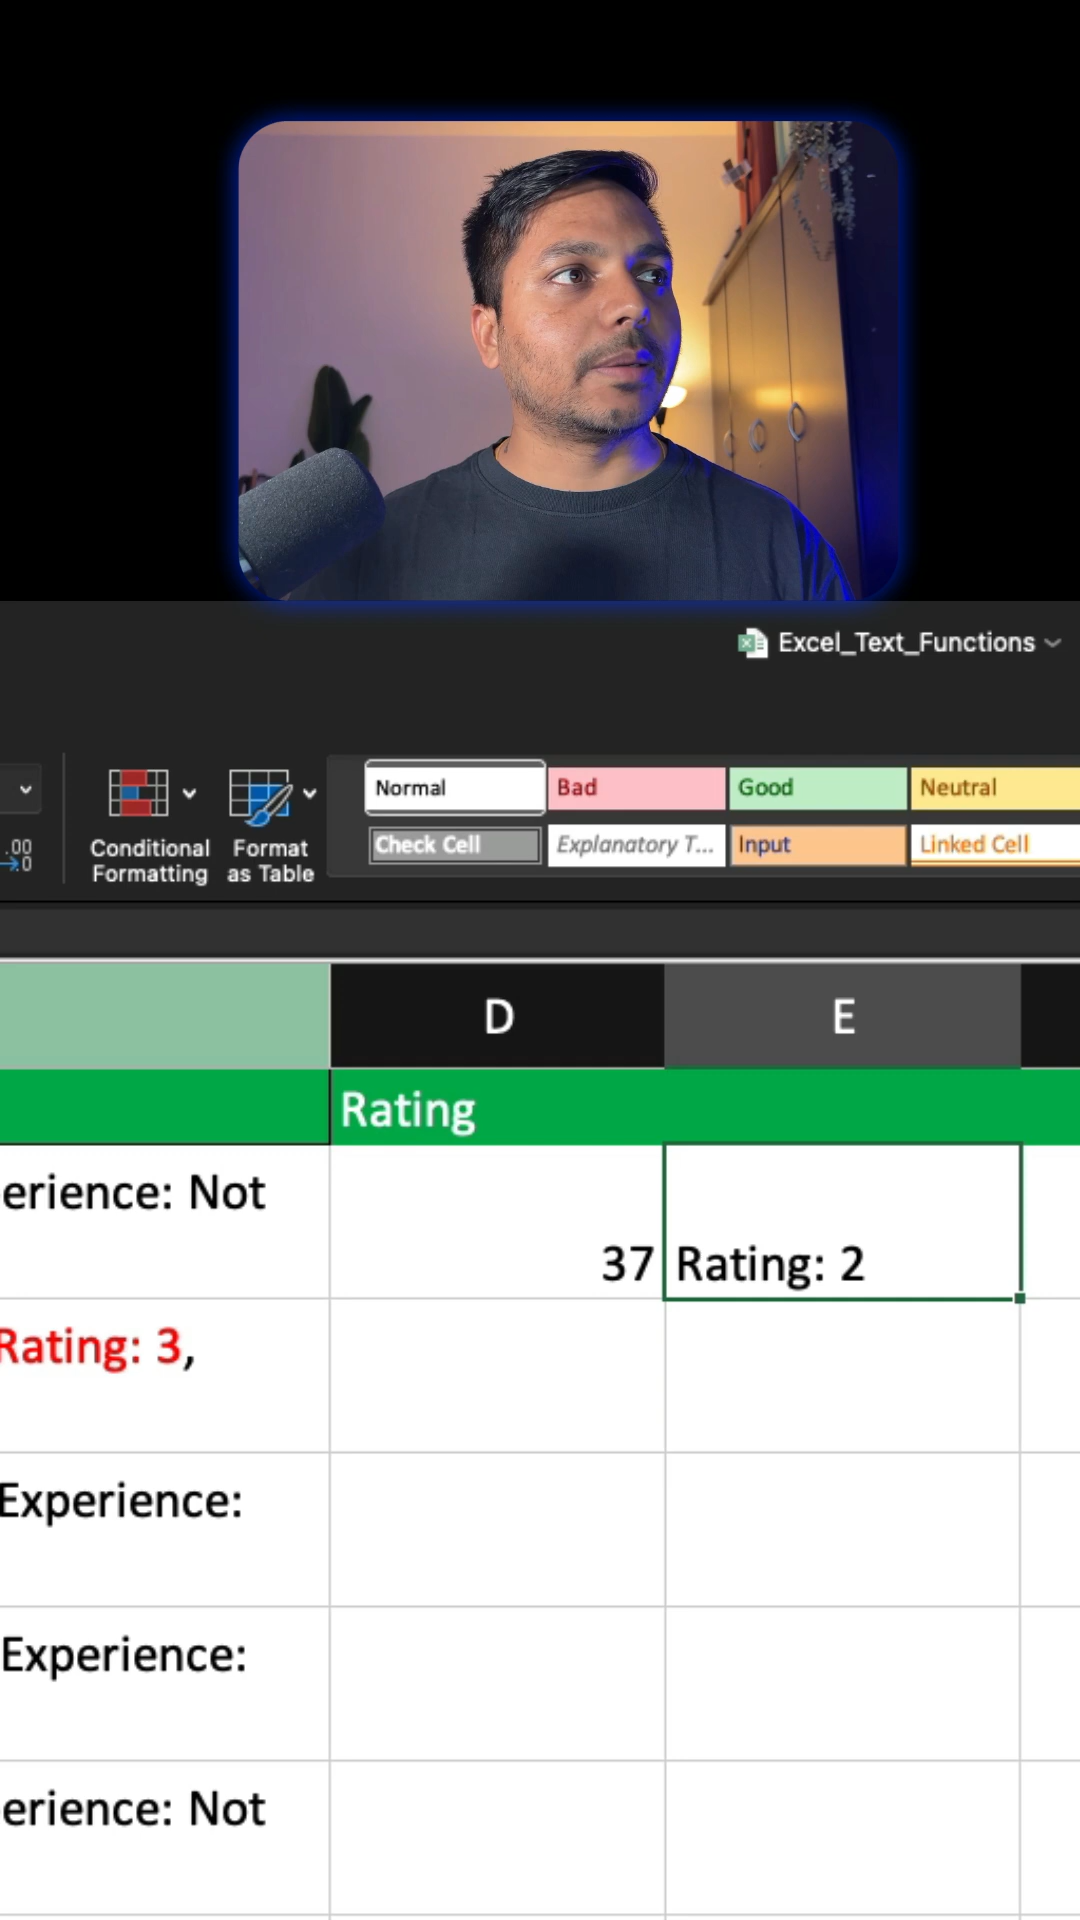 Excel_Text_Functions
Normal
Bad
Good
Neutral
.00
0
Conditional
Formatting
Format
as Table
Check Cell
Explanatory T...
Input
Linked Cell
D
E
Rating
erience: Not
37
Rating: 2
Rating: 3,
Experience:
Experience:
erience: Not